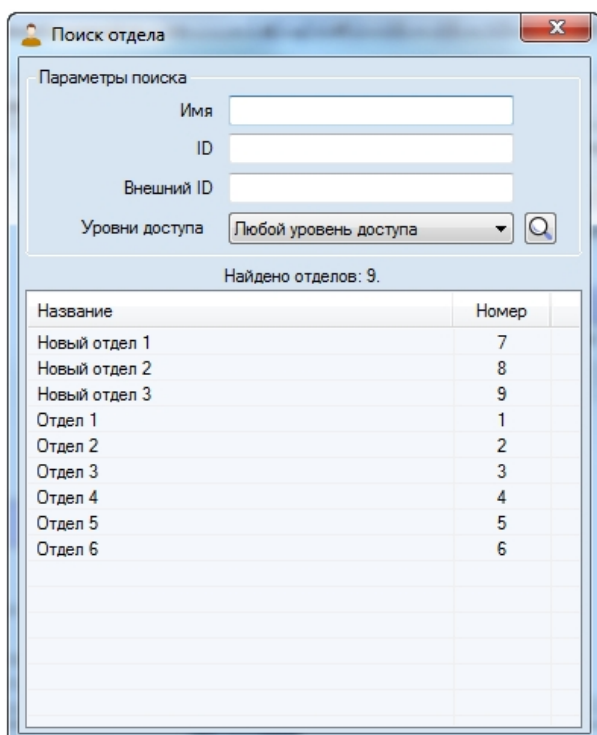 Поиск отдела
Параметры поиска
Имя
ID
Внешний ID
Уровни доступа Любой уровень доступа
Найдено отделов: 9.
Название Номер
Новый отдел 1 7
Новый отдел 2 8
Новый отдел 3 9
Отдел 1 1
Отдел 2 2
Отдел 3 3
Отдел 4 4
Отдел 5 5
Отдел 6 6